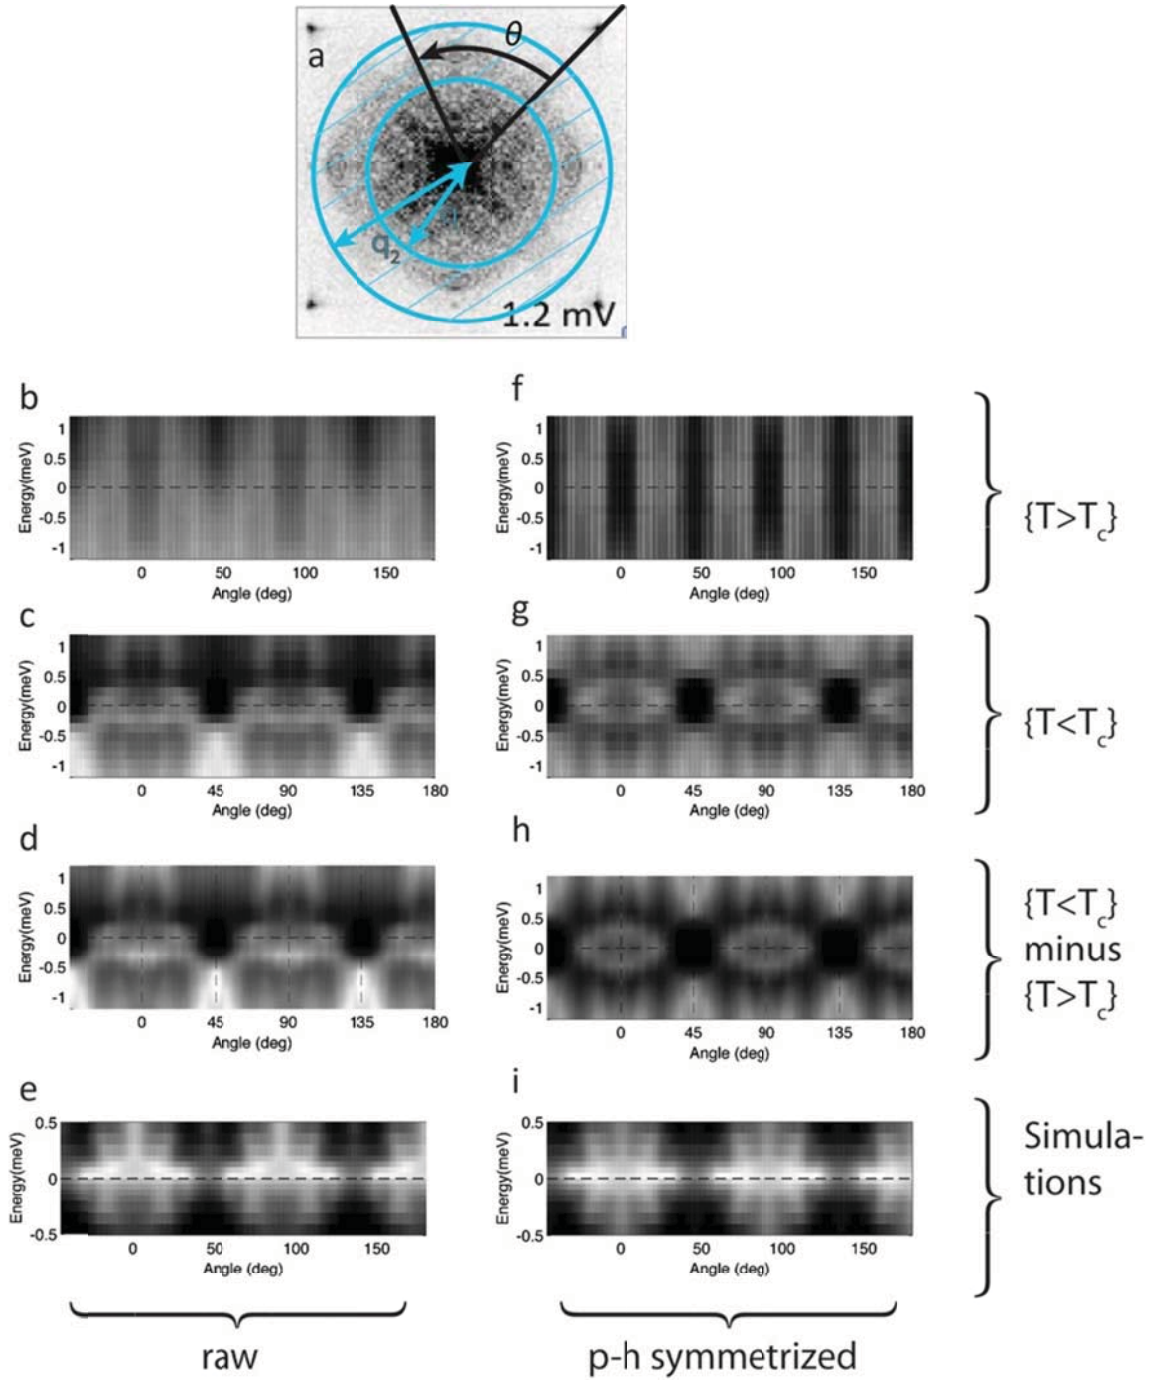 a
θ
q2
1.2 mV
b
Energy(meV)
1
0.5
0
-0.5
-1
0 50 100 150
Angle (deg)
f
Energy(meV)
1
0.5
0
-0.5
-1
0 50 100 150
Angle (deg)
{T>Tc}
c
Energy(meV)
1
0.5
0
-0.5
-1
0 45 90 135 180
Angle (deg)
g
Energy(meV)
1
0.5
0
-0.5
-1
0 45 90 135 180
Angle (deg)
{T<Tc}
d
Energy(meV)
1
0.5
0
-0.5
-1
0 45 90 135 180
Angle (deg)
h
Energy(meV)
1
0.5
0
-0.5
-1
0 45 90 135 180
Angle (deg)
{T<Tc}
minus
{T>Tc}
e
Energy(meV)
0.5
0
-0.5
0 50 100 150
Angle (deg)
i
Energy(meV)
0.5
0
-0.5
0 50 100 150
Angle (deg)
Simula-
tions
raw
p-h symmetrized